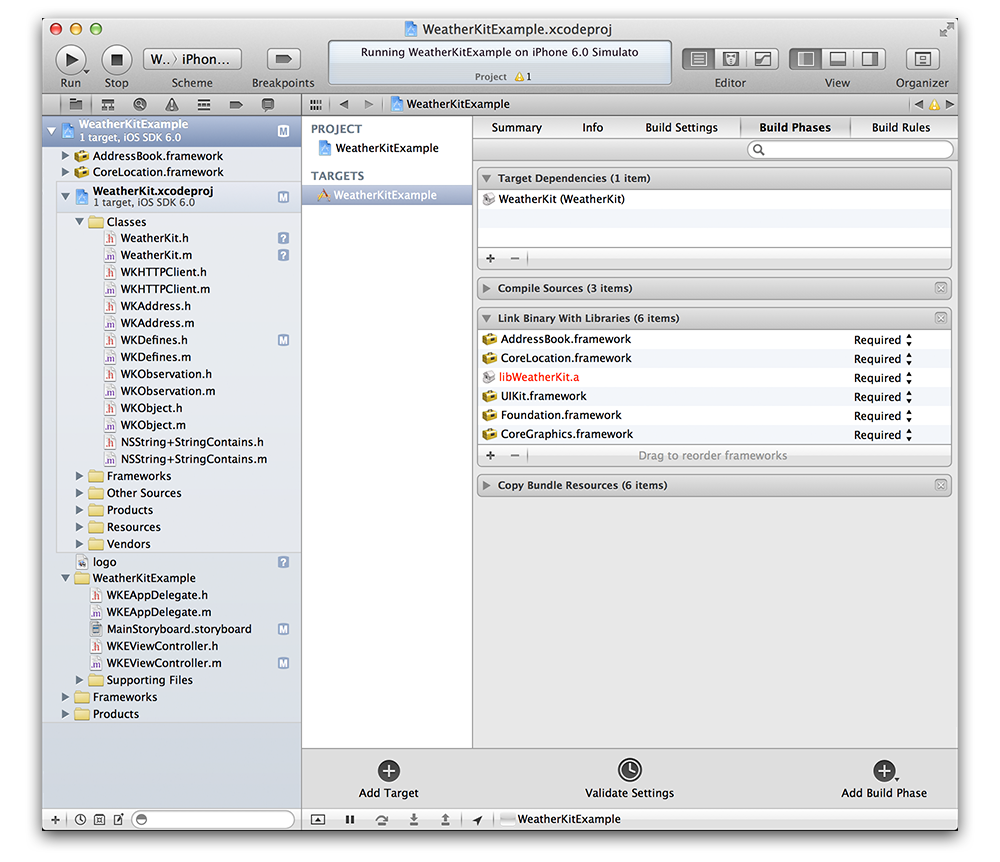 WeatherKitExample.xcodeproj
Run
Stop
W.. 〉 iPhon...
Scheme
Breakpoints
Running WeatherKitExample on iPhone 6.0 Simulato
Project 1
Editor
View
Organizer
WeatherKitExample
WeatherKitExample
1 target, iOS SDK 6.0
M
AddressBook.framework
CoreLocation.framework
WeatherKit.xcodeproj
1 target, iOS SDK 6.0
M
Classes
h WeatherKit.h ?
m WeatherKit.m ?
h WKHTTPClient.h
m WKHTTPClient.m
h WKAddress.h
m WKAddress.m
h WKDefines.h M
m WKDefines.m
h WKObservation.h
m WKObservation.m
h WKObject.h
m WKObject.m
h NSString+StringContains.h
m NSString+StringContains.m
Frameworks
Other Sources
Products
Resources
Vendors
logo ?
WeatherKitExample
h WKEAppDelegate.h
m WKEAppDelegate.m
MainStoryboard.storyboard M
h WKEViewController.h
m WKEViewController.m M
Supporting Files
Frameworks
Products
PROJECT
WeatherKitExample
TARGETS
WeatherKitExample
Summary
Info
Build Settings
Build Phases
Build Rules
Target Dependencies (1 item)
WeatherKit (WeatherKit)
Compile Sources (3 items)
Link Binary With Libraries (6 items)
AddressBook.framework Required
CoreLocation.framework Required
libWeatherKit.a Required
UIKit.framework Required
Foundation.framework Required
CoreGraphics.framework Required
Drag to reorder frameworks
Copy Bundle Resources (6 items)
Add Target
Validate Settings
Add Build Phase
WeatherKitExample